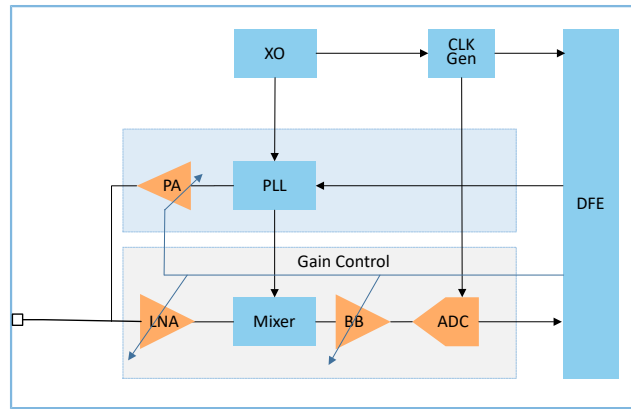 XO
CLK
Gen
PA
PLL
DFE
Gain Control
LNA
Mixer
BB
ADC